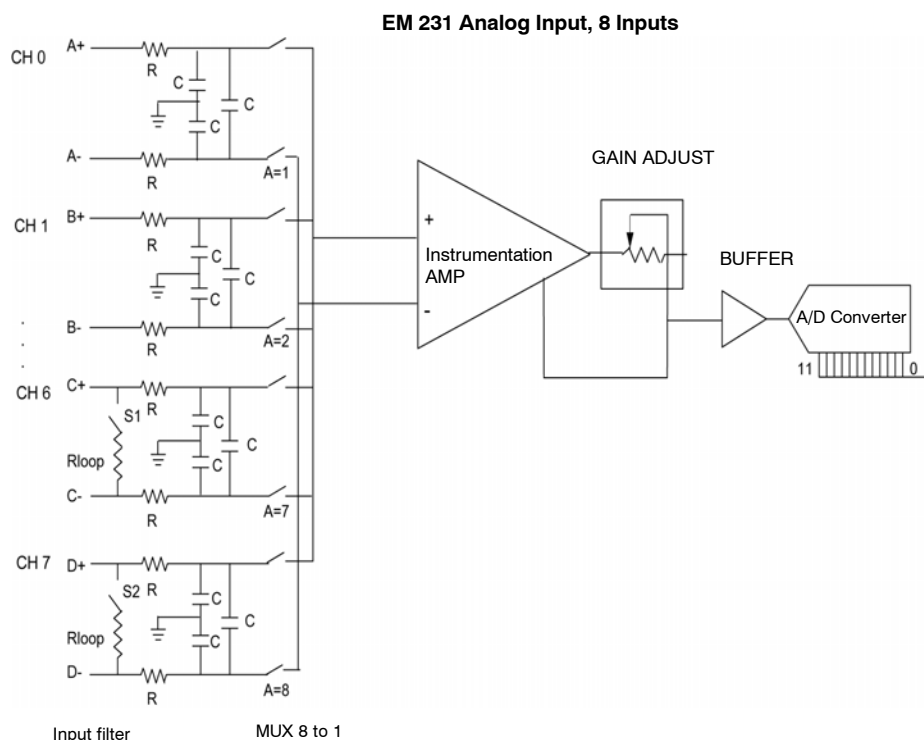 EM 231 Analog Input, 8 Inputs
CH 0
A+
R
C
C
C
A-
R
A=1
CH 1
B+
R
C
C
C
B-
R
A=2
CH 6
C+
R
S1
Rloop
C
C
C
C-
R
A=7
CH 7
D+
R
S2
Rloop
C
C
C
D-
R
A=8
Input filter
MUX 8 to 1
+
Instrumentation
AMP
-
GAIN ADJUST
BUFFER
A/D Converter
11
0